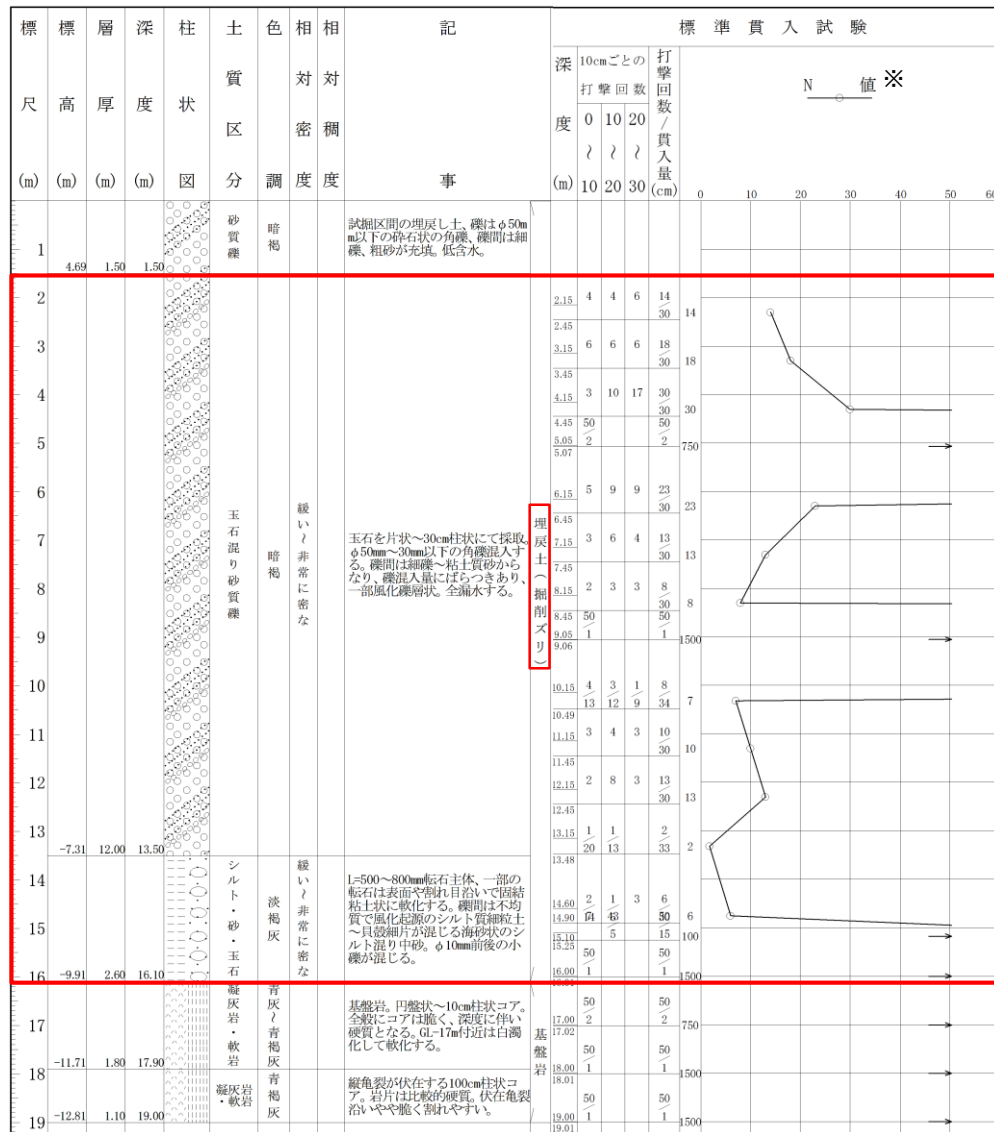 標尺(m)
標高(m)
層厚(m)
深度(m)
柱状図
土質区分
色調
相対密度
相対稠度
記事
標準貫入試験
深度(m)
10cmごとの
打撃回数
0～10
10～20
20～30
打撃回数/貫入量(cm)
N 値 ※
0 10 20 30 40 50 60
1
4.69 1.50 1.50
砂質礫
暗褐
試掘区間の埋戻し土、礫はφ50m
m以下の砕石状の角礫、礫間は細
礫、粗砂が充填。低含水。
2
3
4
5
6
7
8
9
10
11
12
13
-7.31 12.00 13.50
玉石混り砂質礫
暗褐
緩い～非常に密な
玉石を片状～30cm柱状にて採取。
φ50mm～30mm以下の角礫混入す
る。礫間は細礫～粘土質砂から
なり、礫混入量にばらつきあり、
一部風化礫層状。全漏水する。
埋戻土(掘削ズリ)
2.15 4 4 6 14/30 14
2.45
3.15 6 6 6 18/30 18
3.45
4.15 3 10 17 30/30 30
4.45
5.05 50/2 50/2 750
5.07
6.15 5 9 9 23/30 23
6.45
7.15 3 6 4 13/30 13
7.45
8.15 2 3 3 8/30 8
8.45
9.05 50/1 50/1 1500
9.06
10.15 4/13 3/12 1/9 8/34 7
10.49
11.15 3 4 3 10/30 10
11.45
12.15 2 8 3 13/30 13
12.45
13.15 1/20 1/13 2/33 2
13.48
14
15
16
-9.91 2.60 16.10
シルト・砂・玉石
淡褐灰
緩い～非常に密な
L=500～800mm転石主体、一部の
転石は表面や割れ目沿いで固結
粘土状に軟化する。礫間は不均
質で風化起源のシルト質細粒土
～貝殻細片が混じる海砂状のシ
ルト混り中砂。φ10mm前後の小
礫が混じる。
14.60 2 1 3 6 6
14.90
15.10 5 15 100
15.25
16.00 50/1 50/1 1500
17
-11.71 1.80 17.90
凝灰岩・軟岩
青灰～青褐灰
基盤岩。円盤状～10cm柱状コア。
全般にコアは脆く、深度に伴い
硬質となる。GL-17m付近は白濁
化して軟化する。
基盤岩
17.00 50/2 50/2 750
17.02
18.00 50/1 50/1 1500
18.01
18
19
-12.81 1.10 19.00
凝灰岩
・軟岩
青褐灰
縦亀裂が伏在する100cm柱状コ
ア。岩片は比較的硬質。伏在亀裂
沿いやや脆く割れやすい。
19.00 50/1 50/1 1500
19.01